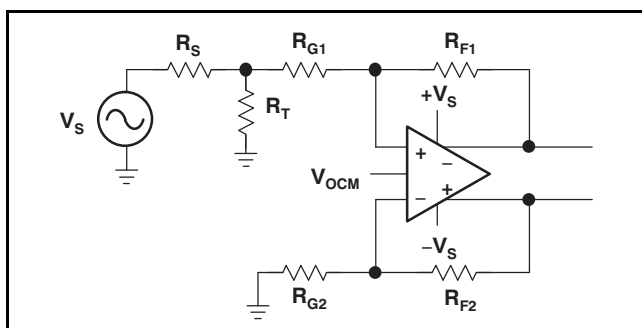 R_S
R_G1
R_F1
+V_S
R_T
V_S
+
−
V_OCM
−
+
−V_S
R_G2
R_F2